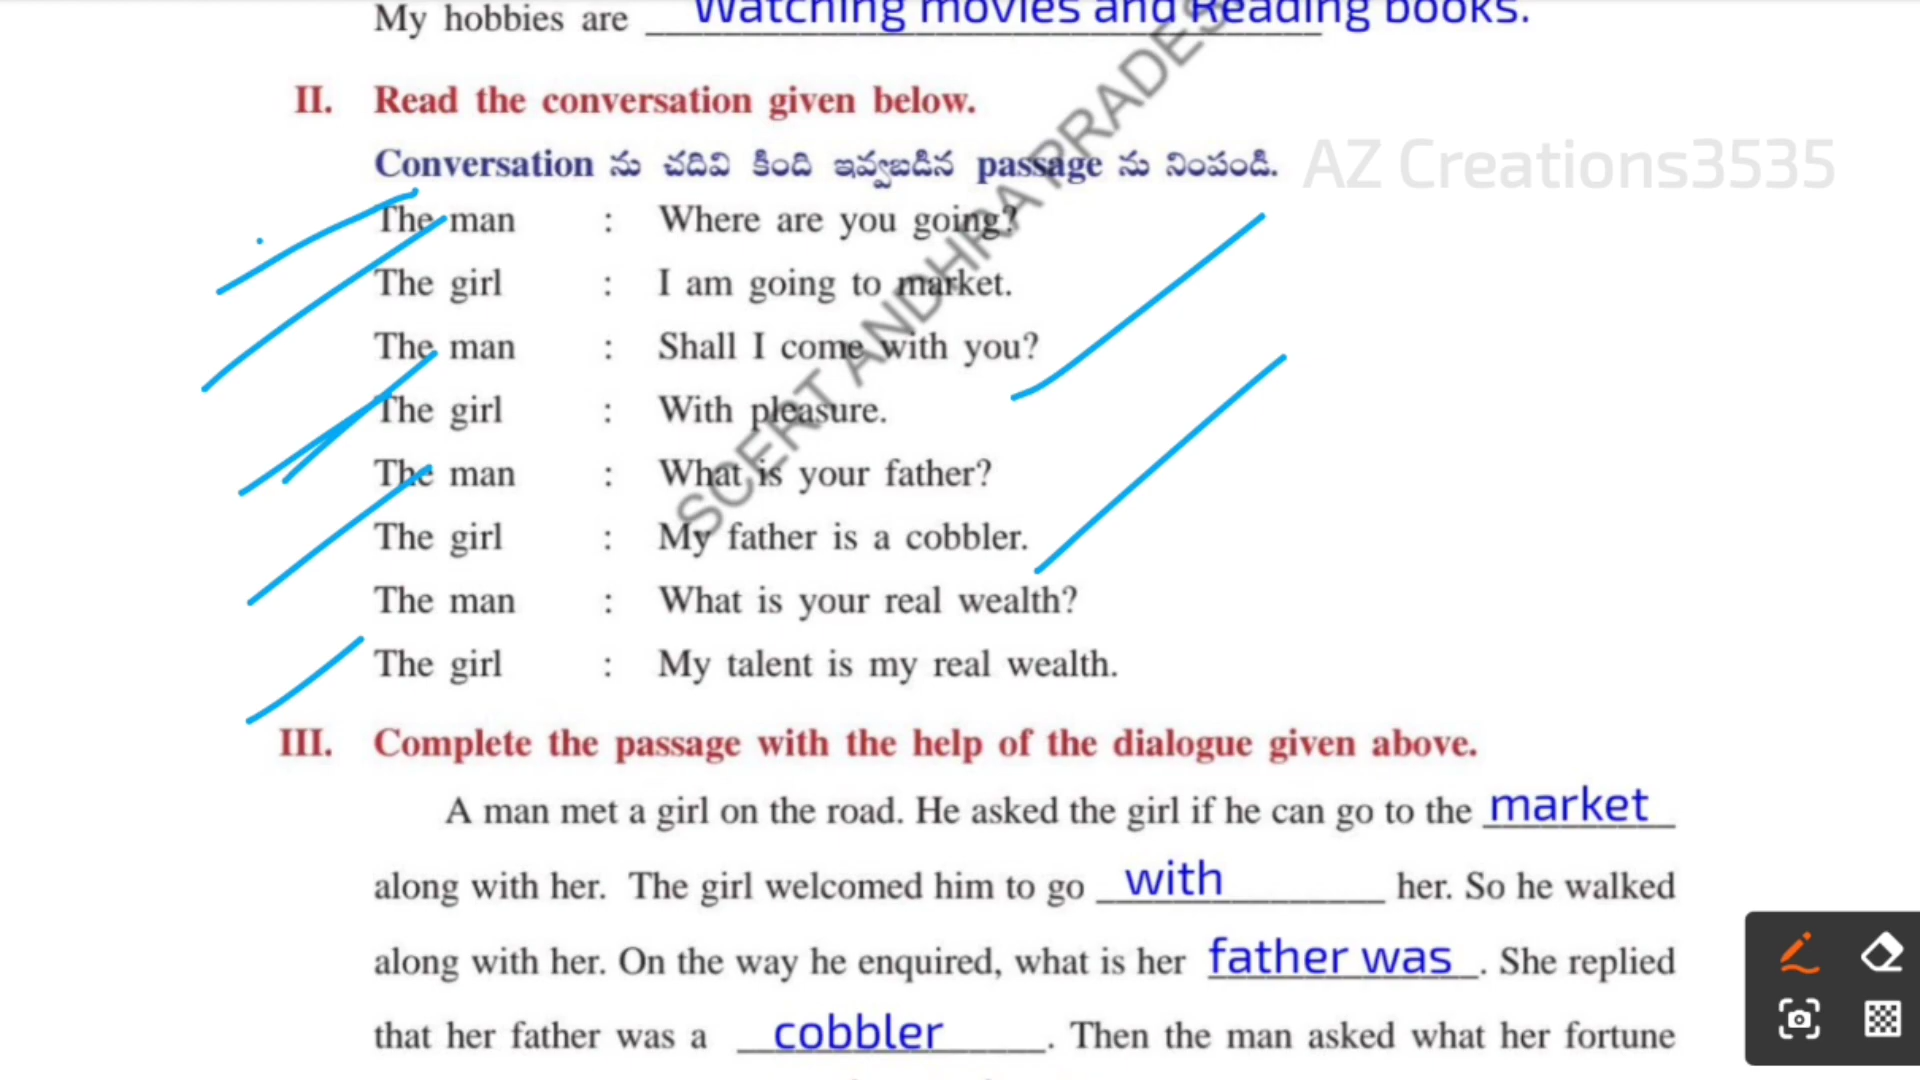 My hobbies are Watching movies and Reading books.
II. Read the conversation given below.
Conversation ను చదివి కింది ఇవ్వబడిన passage ను నింపండి.
AZ Creations3535
The man : Where are you going?
The girl : I am going to market.
The man : Shall I come with you?
The girl : With pleasure.
The man : What is your father?
The girl : My father is a cobbler.
The man : What is your real wealth?
The girl : My talent is my real wealth.
SCERT ANDHRA PRADES
III. Complete the passage with the help of the dialogue given above.
A man met a girl on the road. He asked the girl if he can go to the market
along with her. The girl welcomed him to go with her. So he walked
along with her. On the way he enquired, what is her father was. She replied
that her father was a cobbler. Then the man asked what her fortune